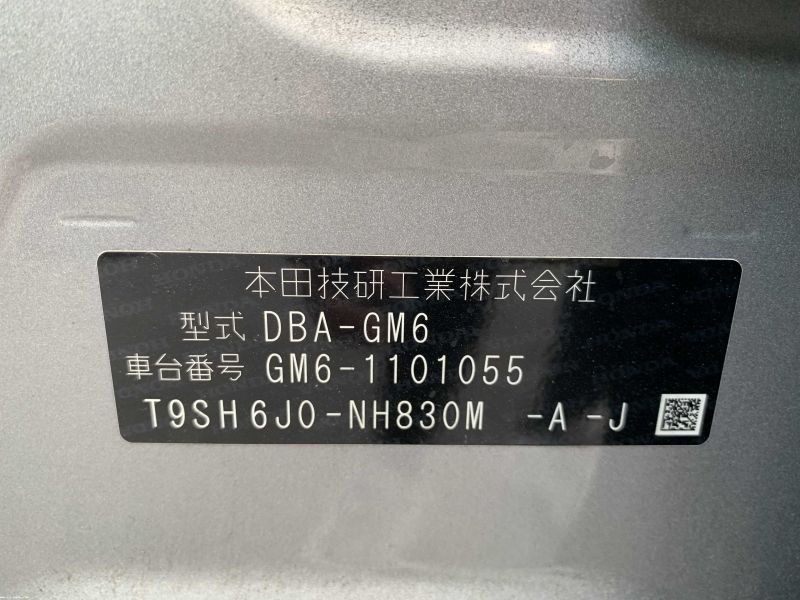 本田技研工業株式会社
型式 DBA-GM6
車台番号 GM6-1101055
T9SH6J0-NH830M -A -J